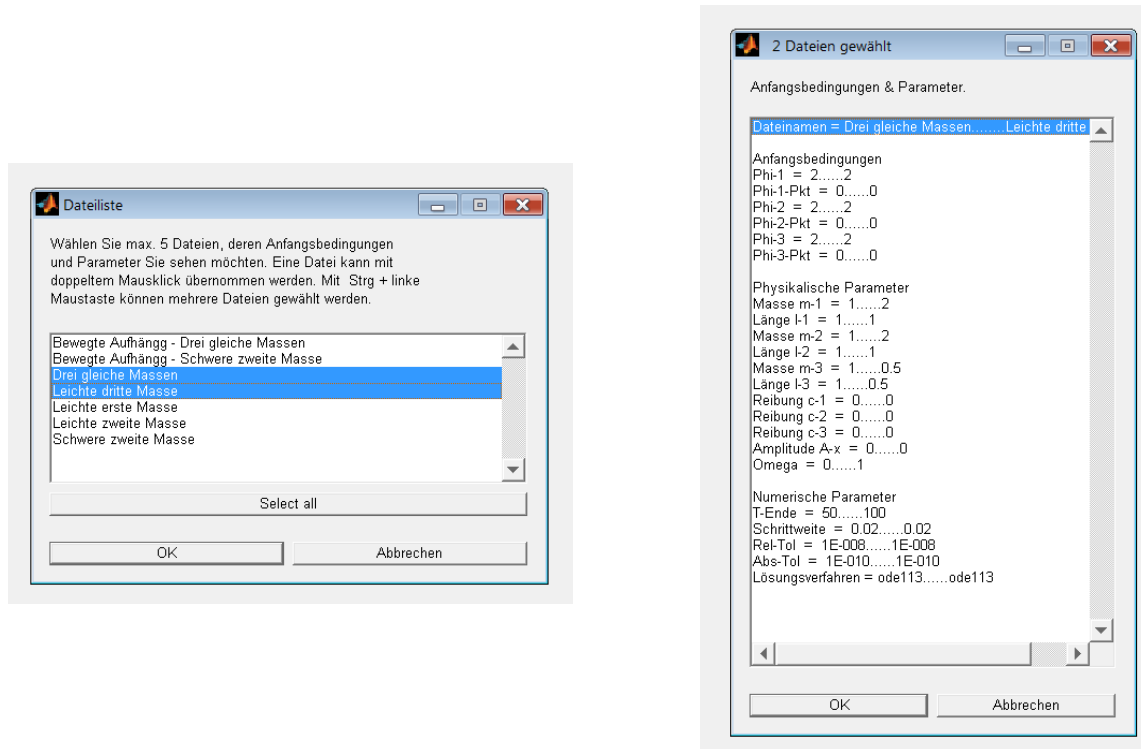 Dateiliste
Wählen Sie max. 5 Dateien, deren Anfangsbedingungen
und Parameter Sie sehen möchten. Eine Datei kann mit
doppeltem Mausklick übernommen werden. Mit Strg + linke
Maustaste können mehrere Dateien gewählt werden.
Bewegte Aufhängg - Drei gleiche Massen
Bewegte Aufhängg - Schwere zweite Masse
Drei gleiche Massen
Leichte dritte Masse
Leichte erste Masse
Leichte zweite Masse
Schwere zweite Masse
Select all
OK Abbrechen
2 Dateien gewählt
Anfangsbedingungen & Parameter.
Dateinamen = Drei gleiche Massen........Leichte dritte
Anfangsbedingungen
Phi-1 = 2......2
Phi-1-Pkt = 0......0
Phi-2 = 2......2
Phi-2-Pkt = 0......0
Phi-3 = 2......2
Phi-3-Pkt = 0......0
Physikalische Parameter
Masse m-1 = 1......2
Länge l-1 = 1......1
Masse m-2 = 1......2
Länge l-2 = 1......1
Masse m-3 = 1......0.5
Länge l-3 = 1......0.5
Reibung c-1 = 0......0
Reibung c-2 = 0......0
Reibung c-3 = 0......0
Amplitude A-x = 0......0
Omega = 0......1
Numerische Parameter
T-Ende = 50......100
Schrittweite = 0.02......0.02
Rel-Tol = 1E-008......1E-008
Abs-Tol = 1E-010......1E-010
Lösungsverfahren = ode113......ode113
OK Abbrechen